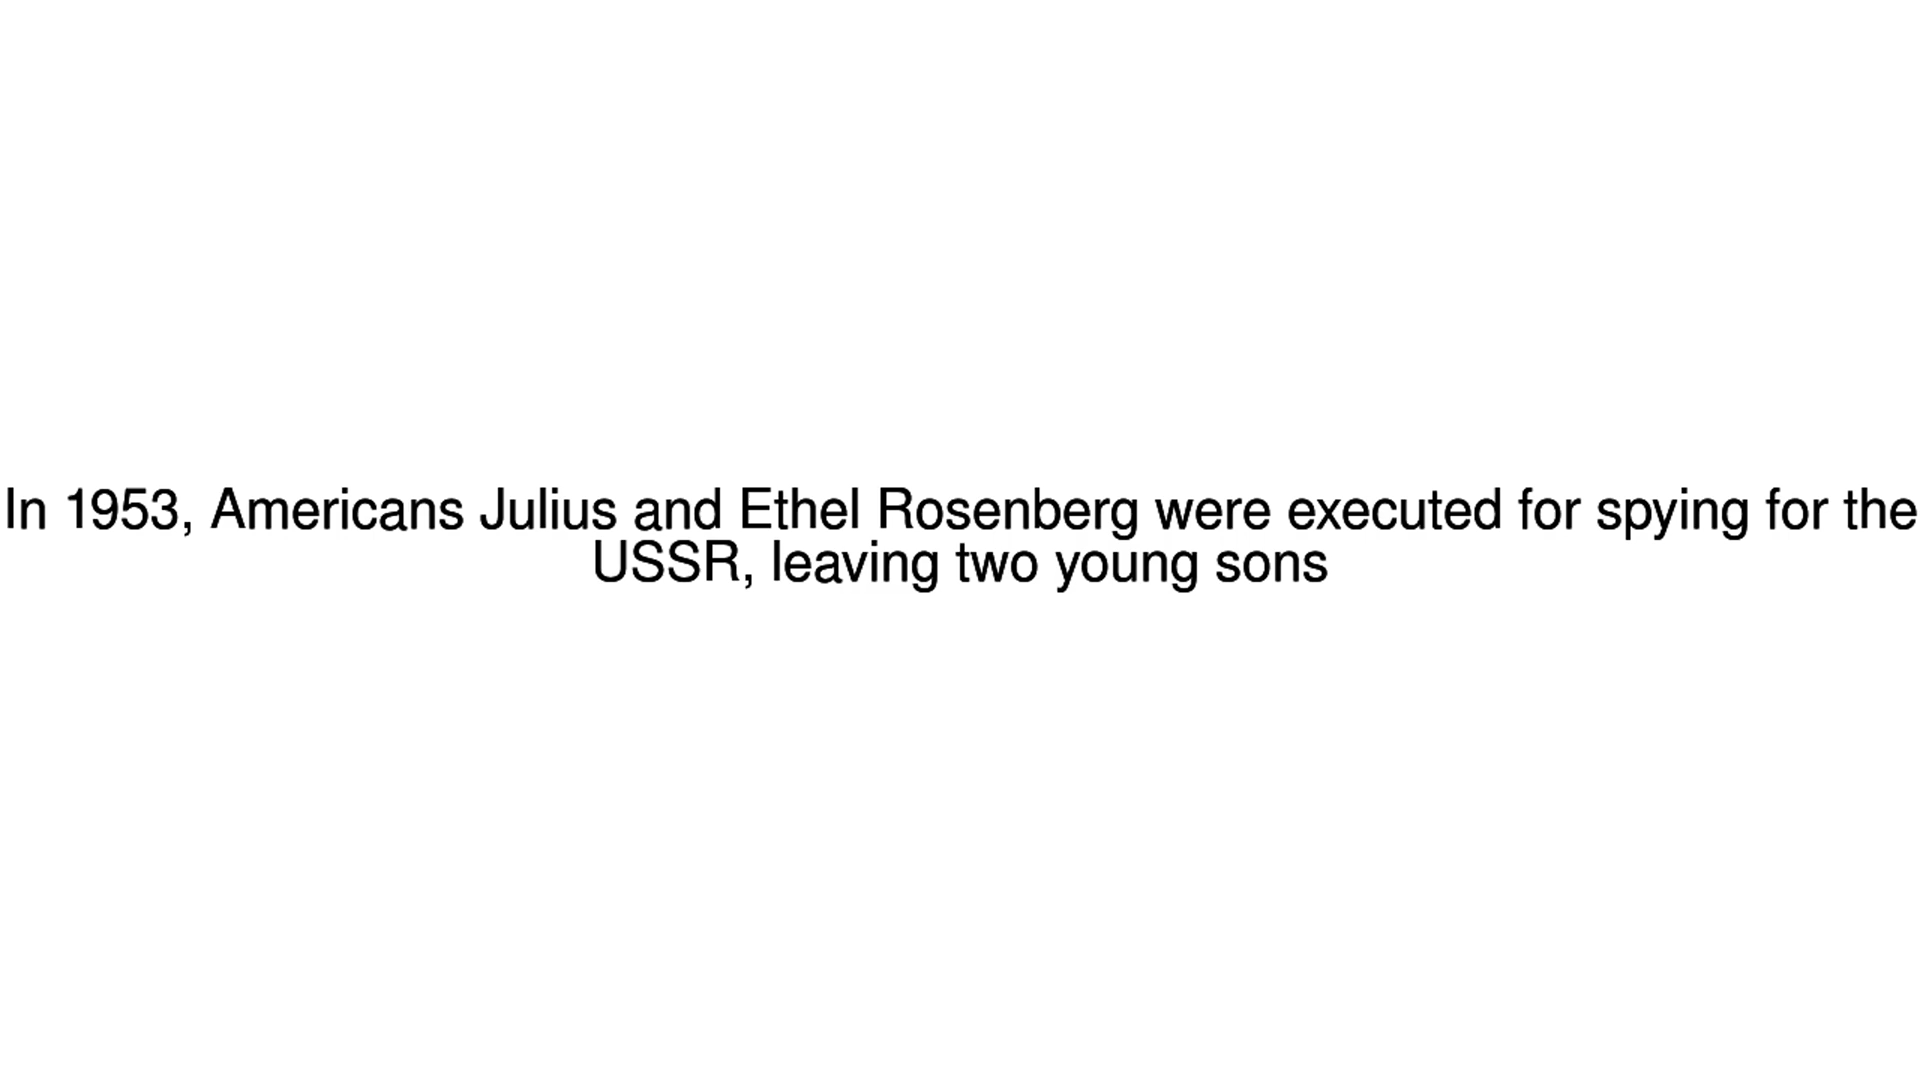 In 1953, Americans Julius and Ethel Rosenberg were executed for spying for the
USSR, leaving two young sons